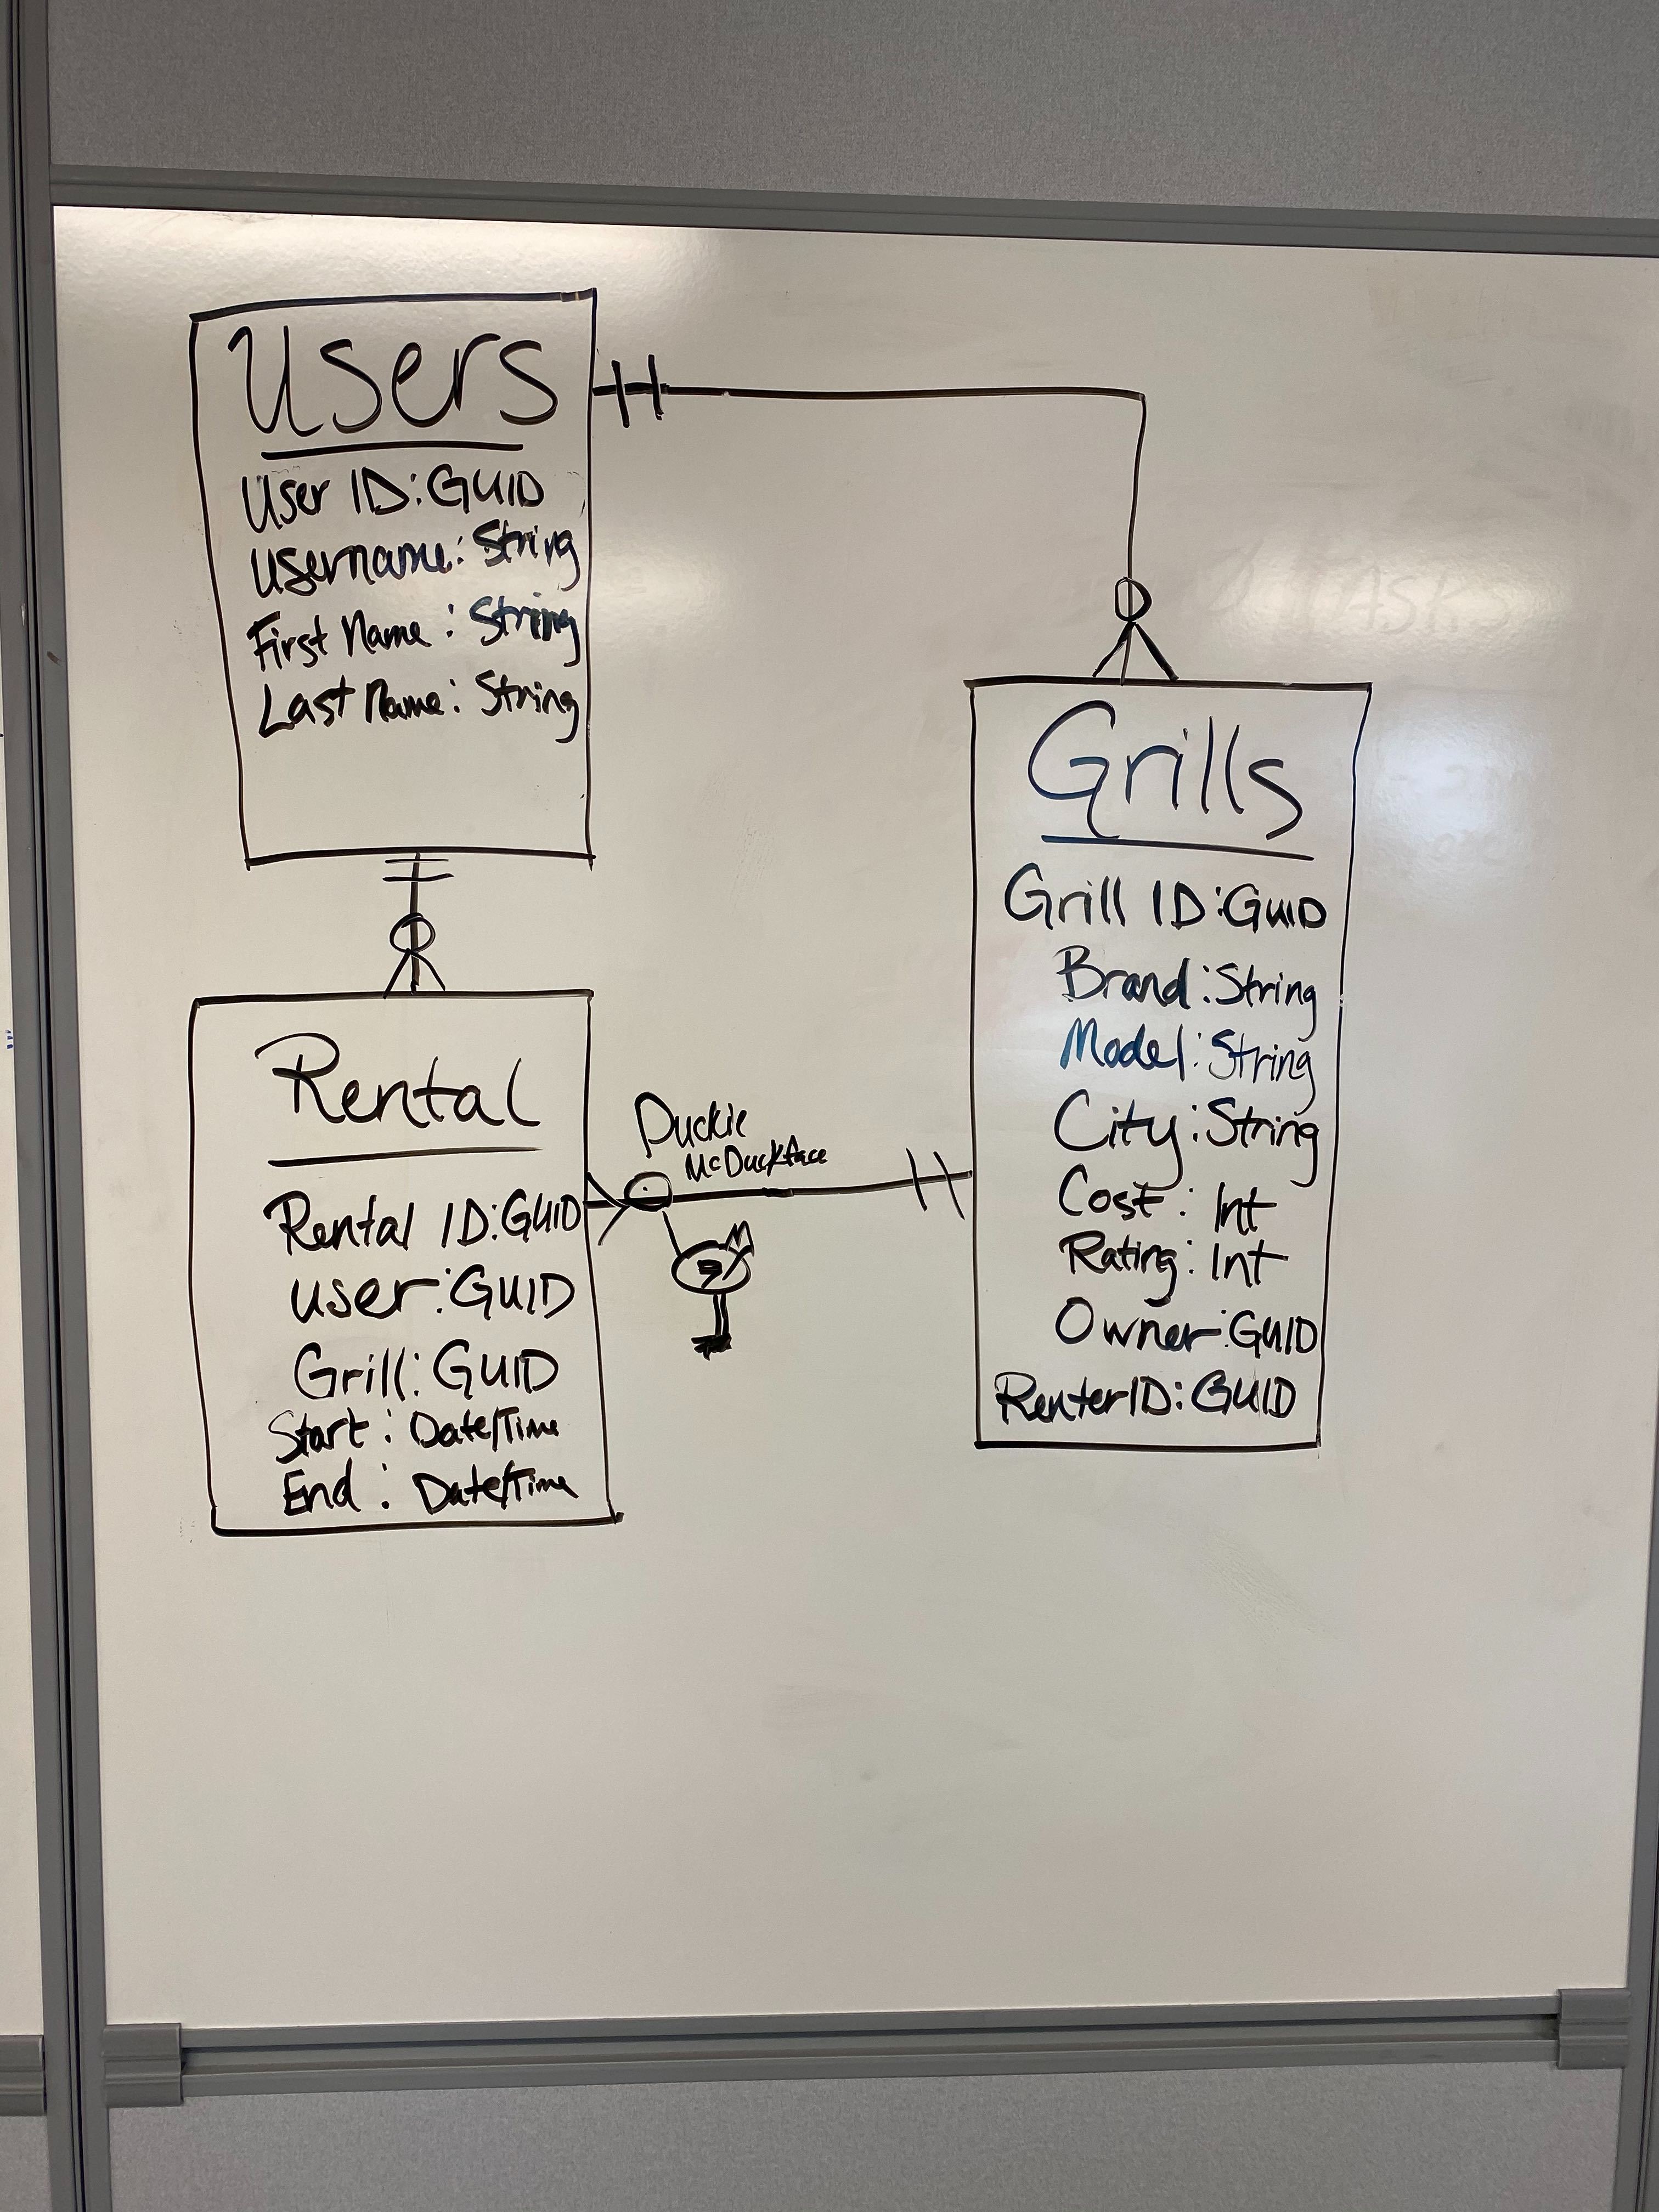 Users
User ID: GUID
Username: String
First Name: String
Last Name: String
Grills
Grill ID: GUID
Brand: String
Model: String
City: String
Cost: Int
Rating: Int
Owner: GUID
RenterID: GUID
Rental
Rental ID: GUID
User: GUID
Grill: GUID
Start: Date/Time
End: Date/Time
Duckie
McDuckface